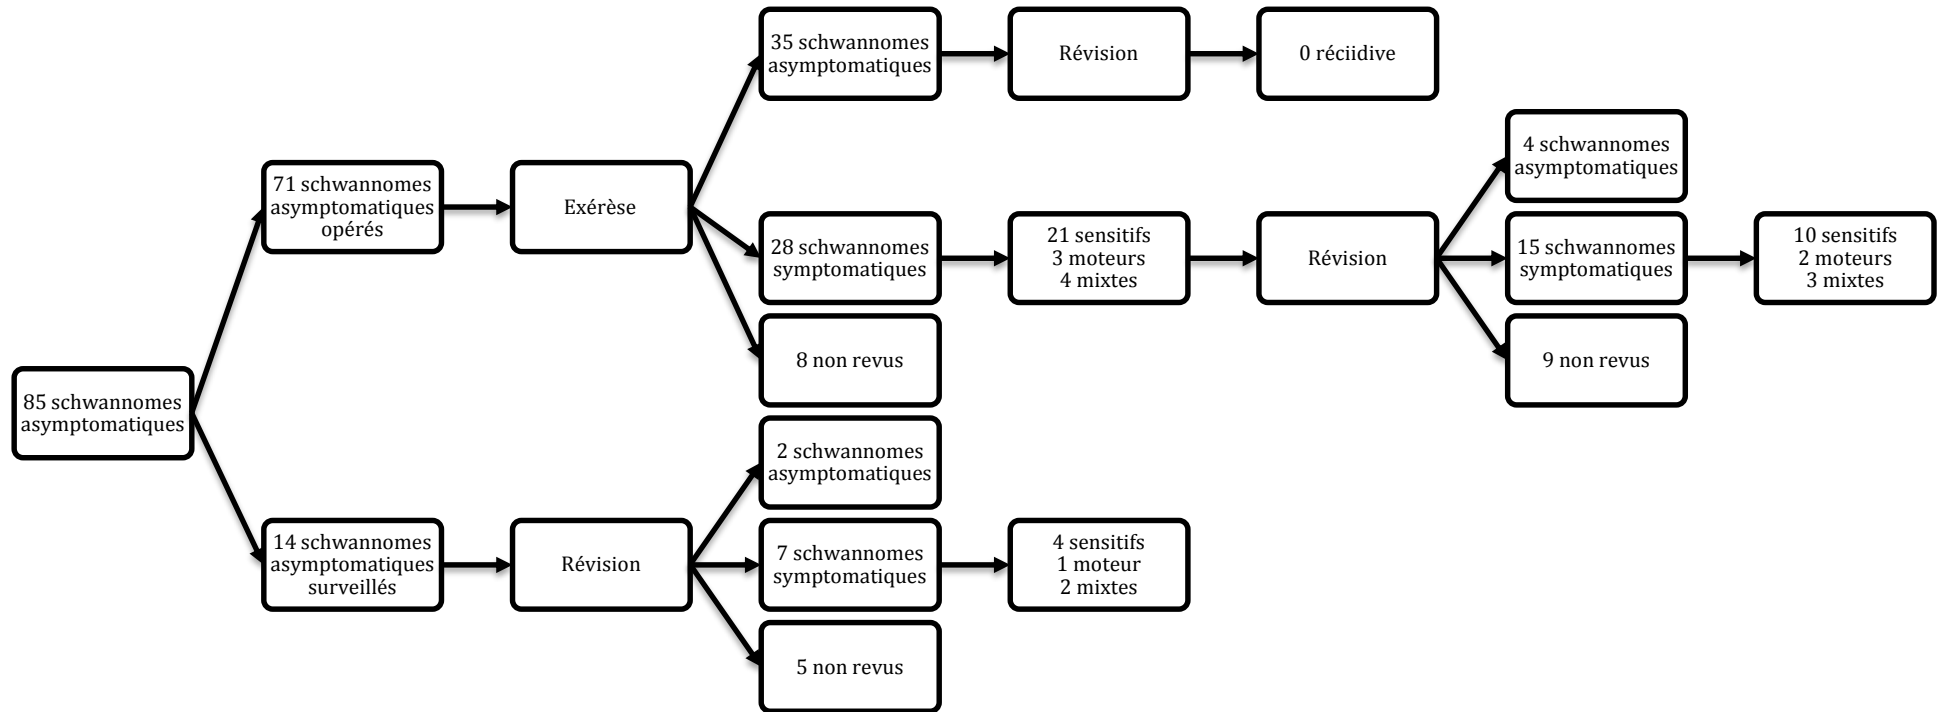 85 schwannomes
asymptomatiques
71 schwannomes
asymptomatiques
opérés
Exérèse
35 schwannomes
asymptomatiques
Révision
0 réciidive
28 schwannomes
symptomatiques
21 sensitifs
3 moteurs
4 mixtes
Révision
4 schwannomes
asymptomatiques
15 schwannomes
symptomatiques
10 sensitifs
2 moteurs
3 mixtes
9 non revus
8 non revus
14 schwannomes
asymptomatiques
surveillés
Révision
2 schwannomes
asymptomatiques
7 schwannomes
symptomatiques
4 sensitifs
1 moteur
2 mixtes
5 non revus